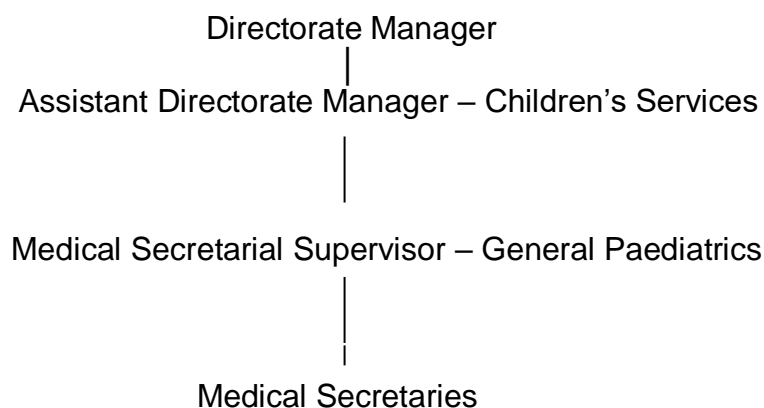 Directorate Manager
Assistant Directorate Manager – Children’s Services
Medical Secretarial Supervisor – General Paediatrics
Medical Secretaries